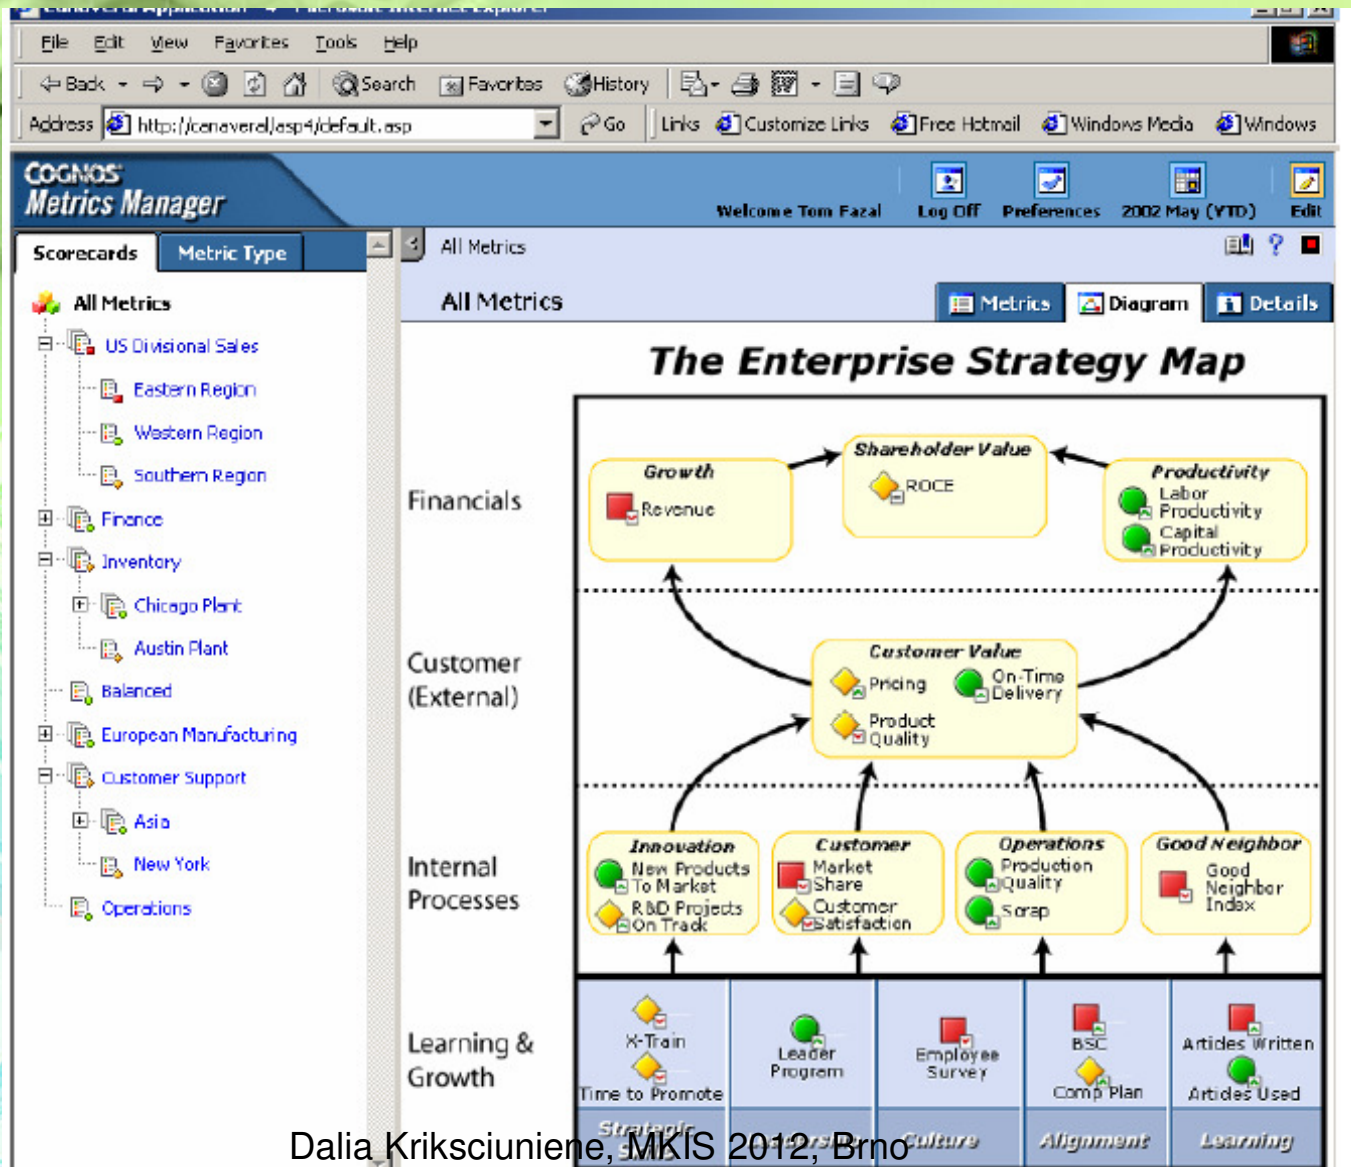 File Edit View Favorites Tools Help
Back Search Favorites History
Address http://canaveral/asp4/default.asp Go Links Customize Links Free Hotmail Windows Media Windows
COGNOS
Metrics Manager
Welcome Tom Fazal Log Off Preferences 2002 May (YTD) Edit
Scorecards Metric Type
All Metrics
All Metrics
Metrics Diagram Details
All Metrics
US Divisional Sales
Eastern Region
Western Region
Southern Region
Finance
Inventory
Chicago Plant
Austin Plant
Balanced
European Manufacturing
Customer Support
Asia
New York
Operations
The Enterprise Strategy Map
Financials
Growth
Revenue
Shareholder Value
ROCE
Productivity
Labor
Productivity
Capital
Productivity
Customer
(External)
Customer Value
Pricing
On-Time
Delivery
Product
Quality
Internal
Processes
Innovation
New Products
To Market
R&D Projects
On Track
Customer
Market
Share
Customer
Satisfaction
Operations
Production
Quality
Scrap
Good Neighbor
Good
Neighbor
Index
Learning &
Growth
X-Train
Time to Promote
Leader
Program
Employee
Survey
BSC
Comp Plan
Articles Written
Articles Used
Strategic
Skills
Leadership
Culture
Alignment
Learning
Dalia Kriksciuniene, MKIS 2012, Brno